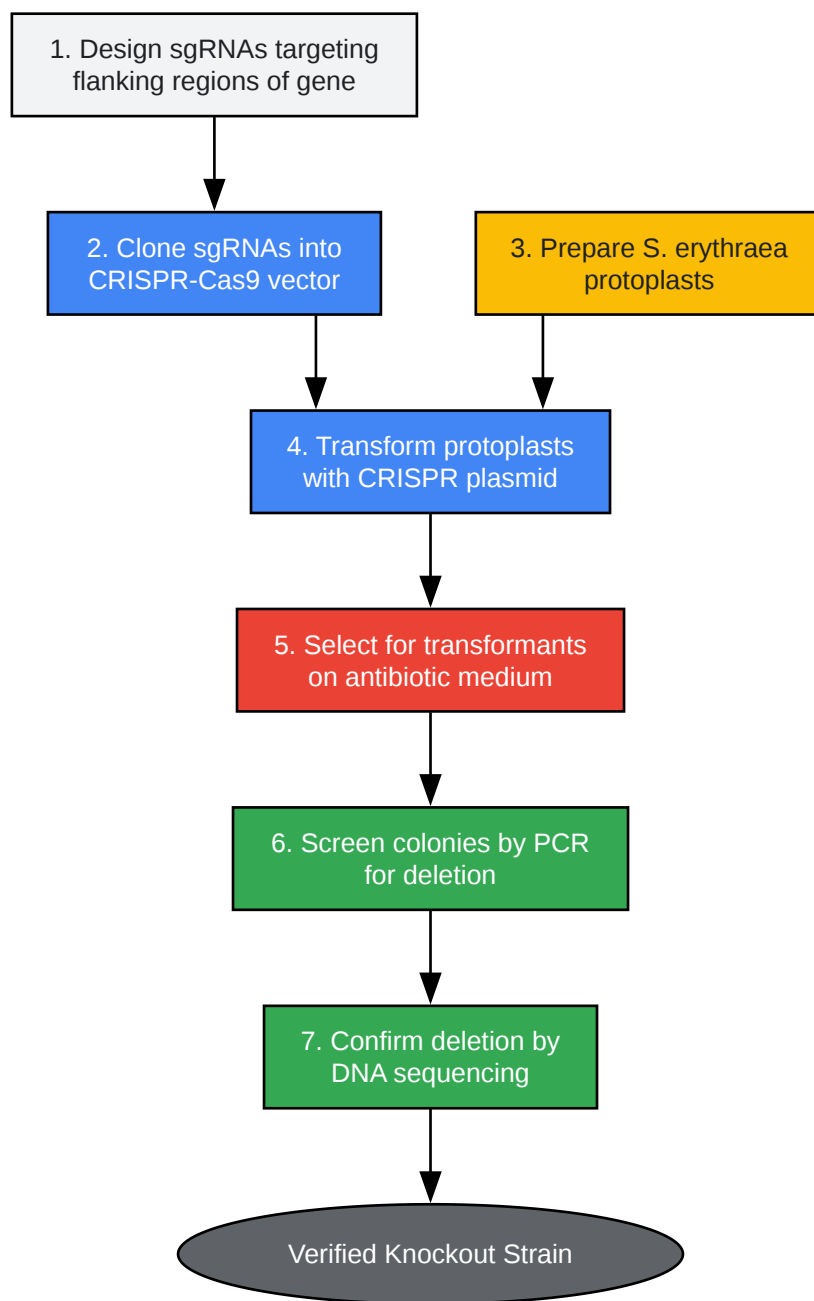 1. Design sgRNAs targeting
flanking regions of gene
2. Clone sgRNAs into
CRISPR-Cas9 vector
3. Prepare S. erythraea
protoplasts
4. Transform protoplasts
with CRISPR plasmid
5. Select for transformants
on antibiotic medium
6. Screen colonies by PCR
for deletion
7. Confirm deletion by
DNA sequencing
Verified Knockout Strain